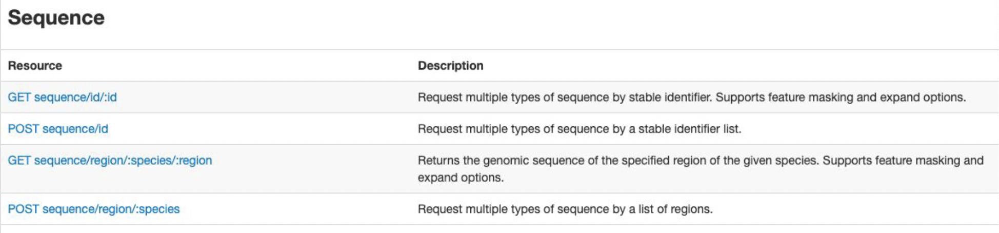 Sequence
Resource Description
GET sequence/id/:id Request multiple types of sequence by stable identifier. Supports feature masking and expand options.
POST sequence/id Request multiple types of sequence by a stable identifier list.
GET sequence/region/:species/:region Returns the genomic sequence of the specified region of the given species. Supports feature masking and
expand options.
POST sequence/region/:species Request multiple types of sequence by a list of regions.